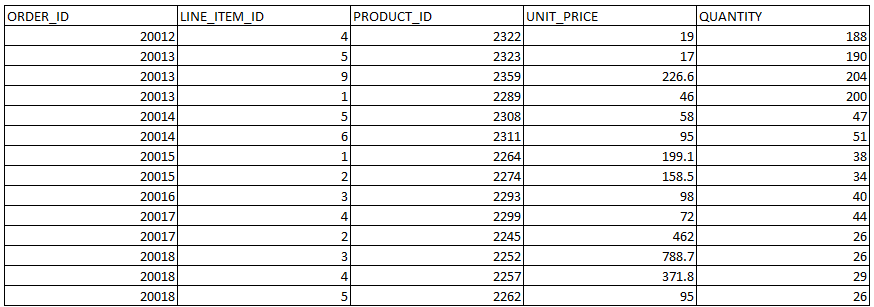 ORDER_ID LINE_ITEM_ID PRODUCT_ID UNIT_PRICE QUANTITY
20012 4 2322 19 188
20013 5 2323 17 190
20013 9 2359 226.6 204
20013 1 2289 46 200
20014 5 2308 58 47
20014 6 2311 95 51
20015 1 2264 199.1 38
20015 2 2274 158.5 34
20016 3 2293 98 40
20017 4 2299 72 44
20017 2 2245 462 26
20018 3 2252 788.7 26
20018 4 2257 371.8 29
20018 5 2262 95 26